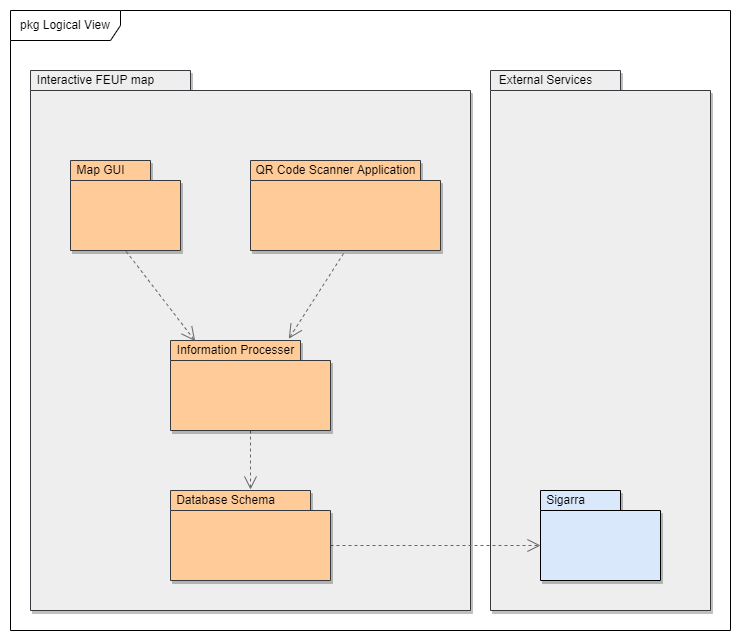 pkg Logical View
Interactive FEUP map
External Services
Map GUI
QR Code Scanner Application
Information Processer
Database Schema
Sigarra